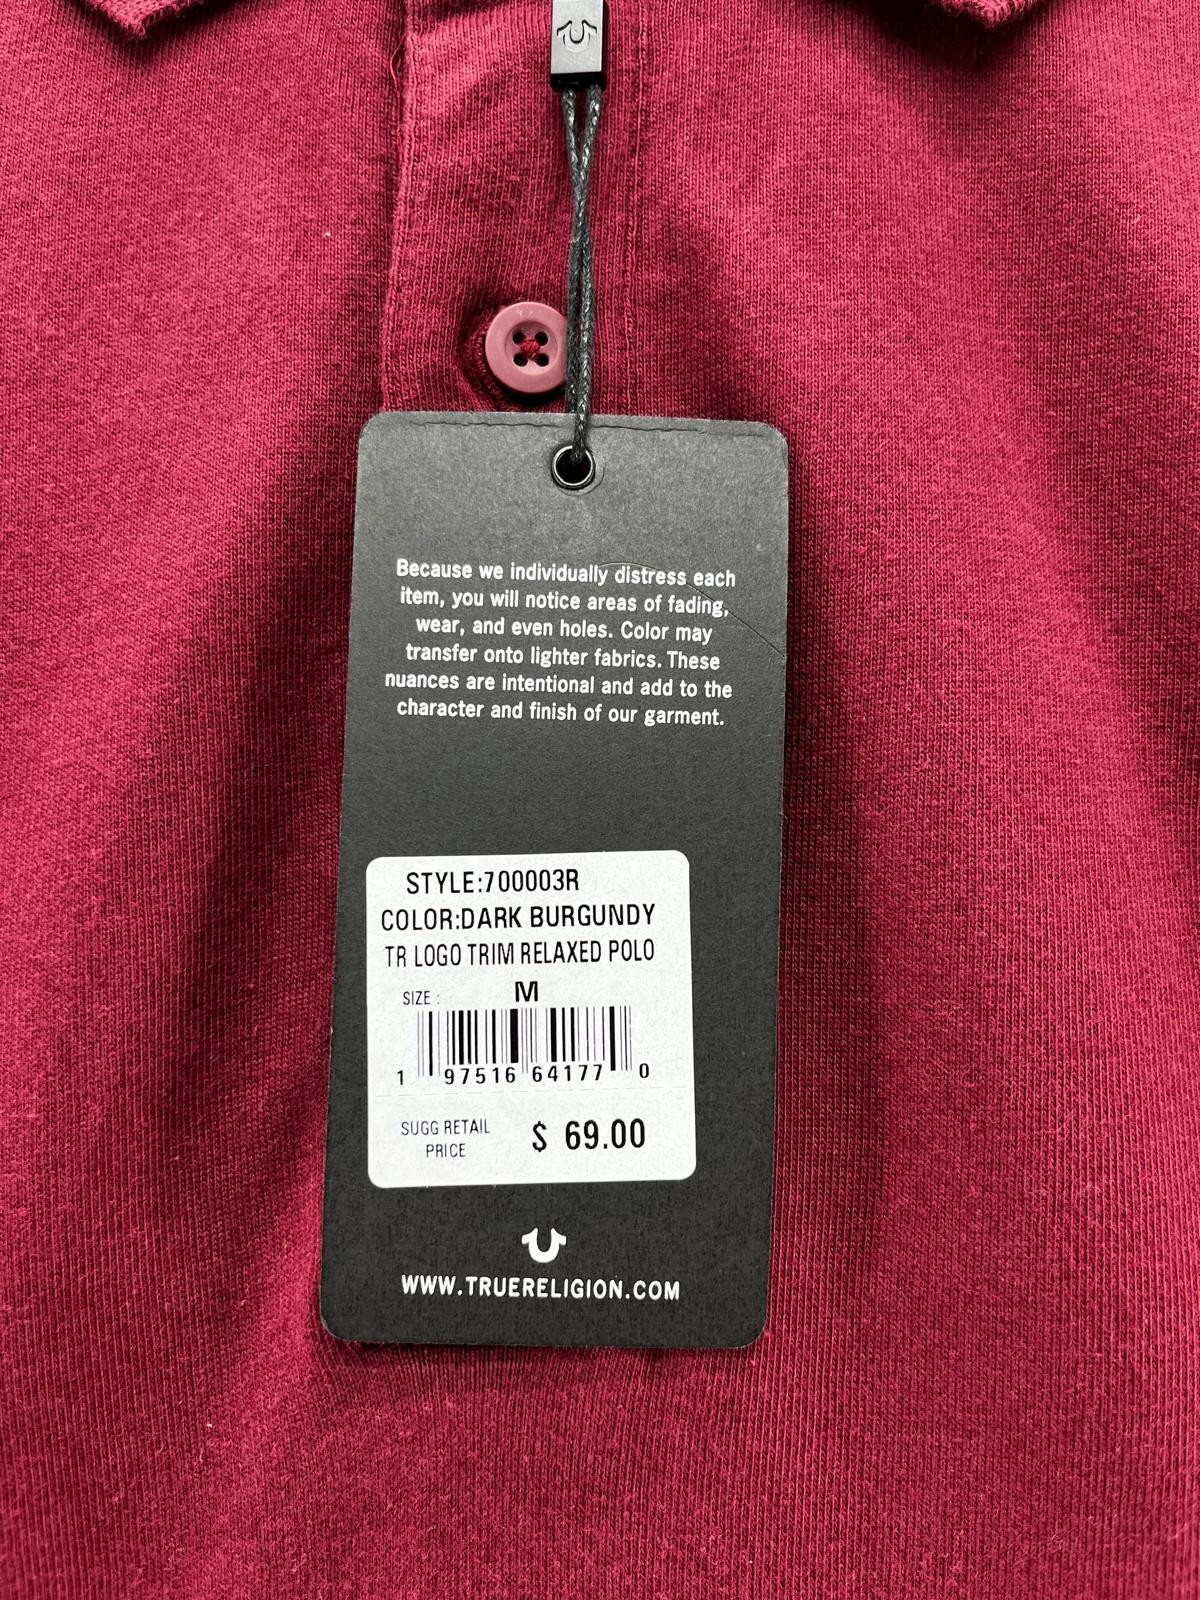 Because we individually distress each
item, you will notice areas of fading,
wear, and even holes. Color may
transfer onto lighter fabrics. These
nuances are intentional and add to the
character and finish of our garment.
STYLE:700003R
COLOR:DARK BURGUNDY
TR LOGO TRIM RELAXED POLO
SIZE : M
1 97516 64177 0
SUGG RETAIL
PRICE $ 69.00
WWW.TRUERELIGION.COM